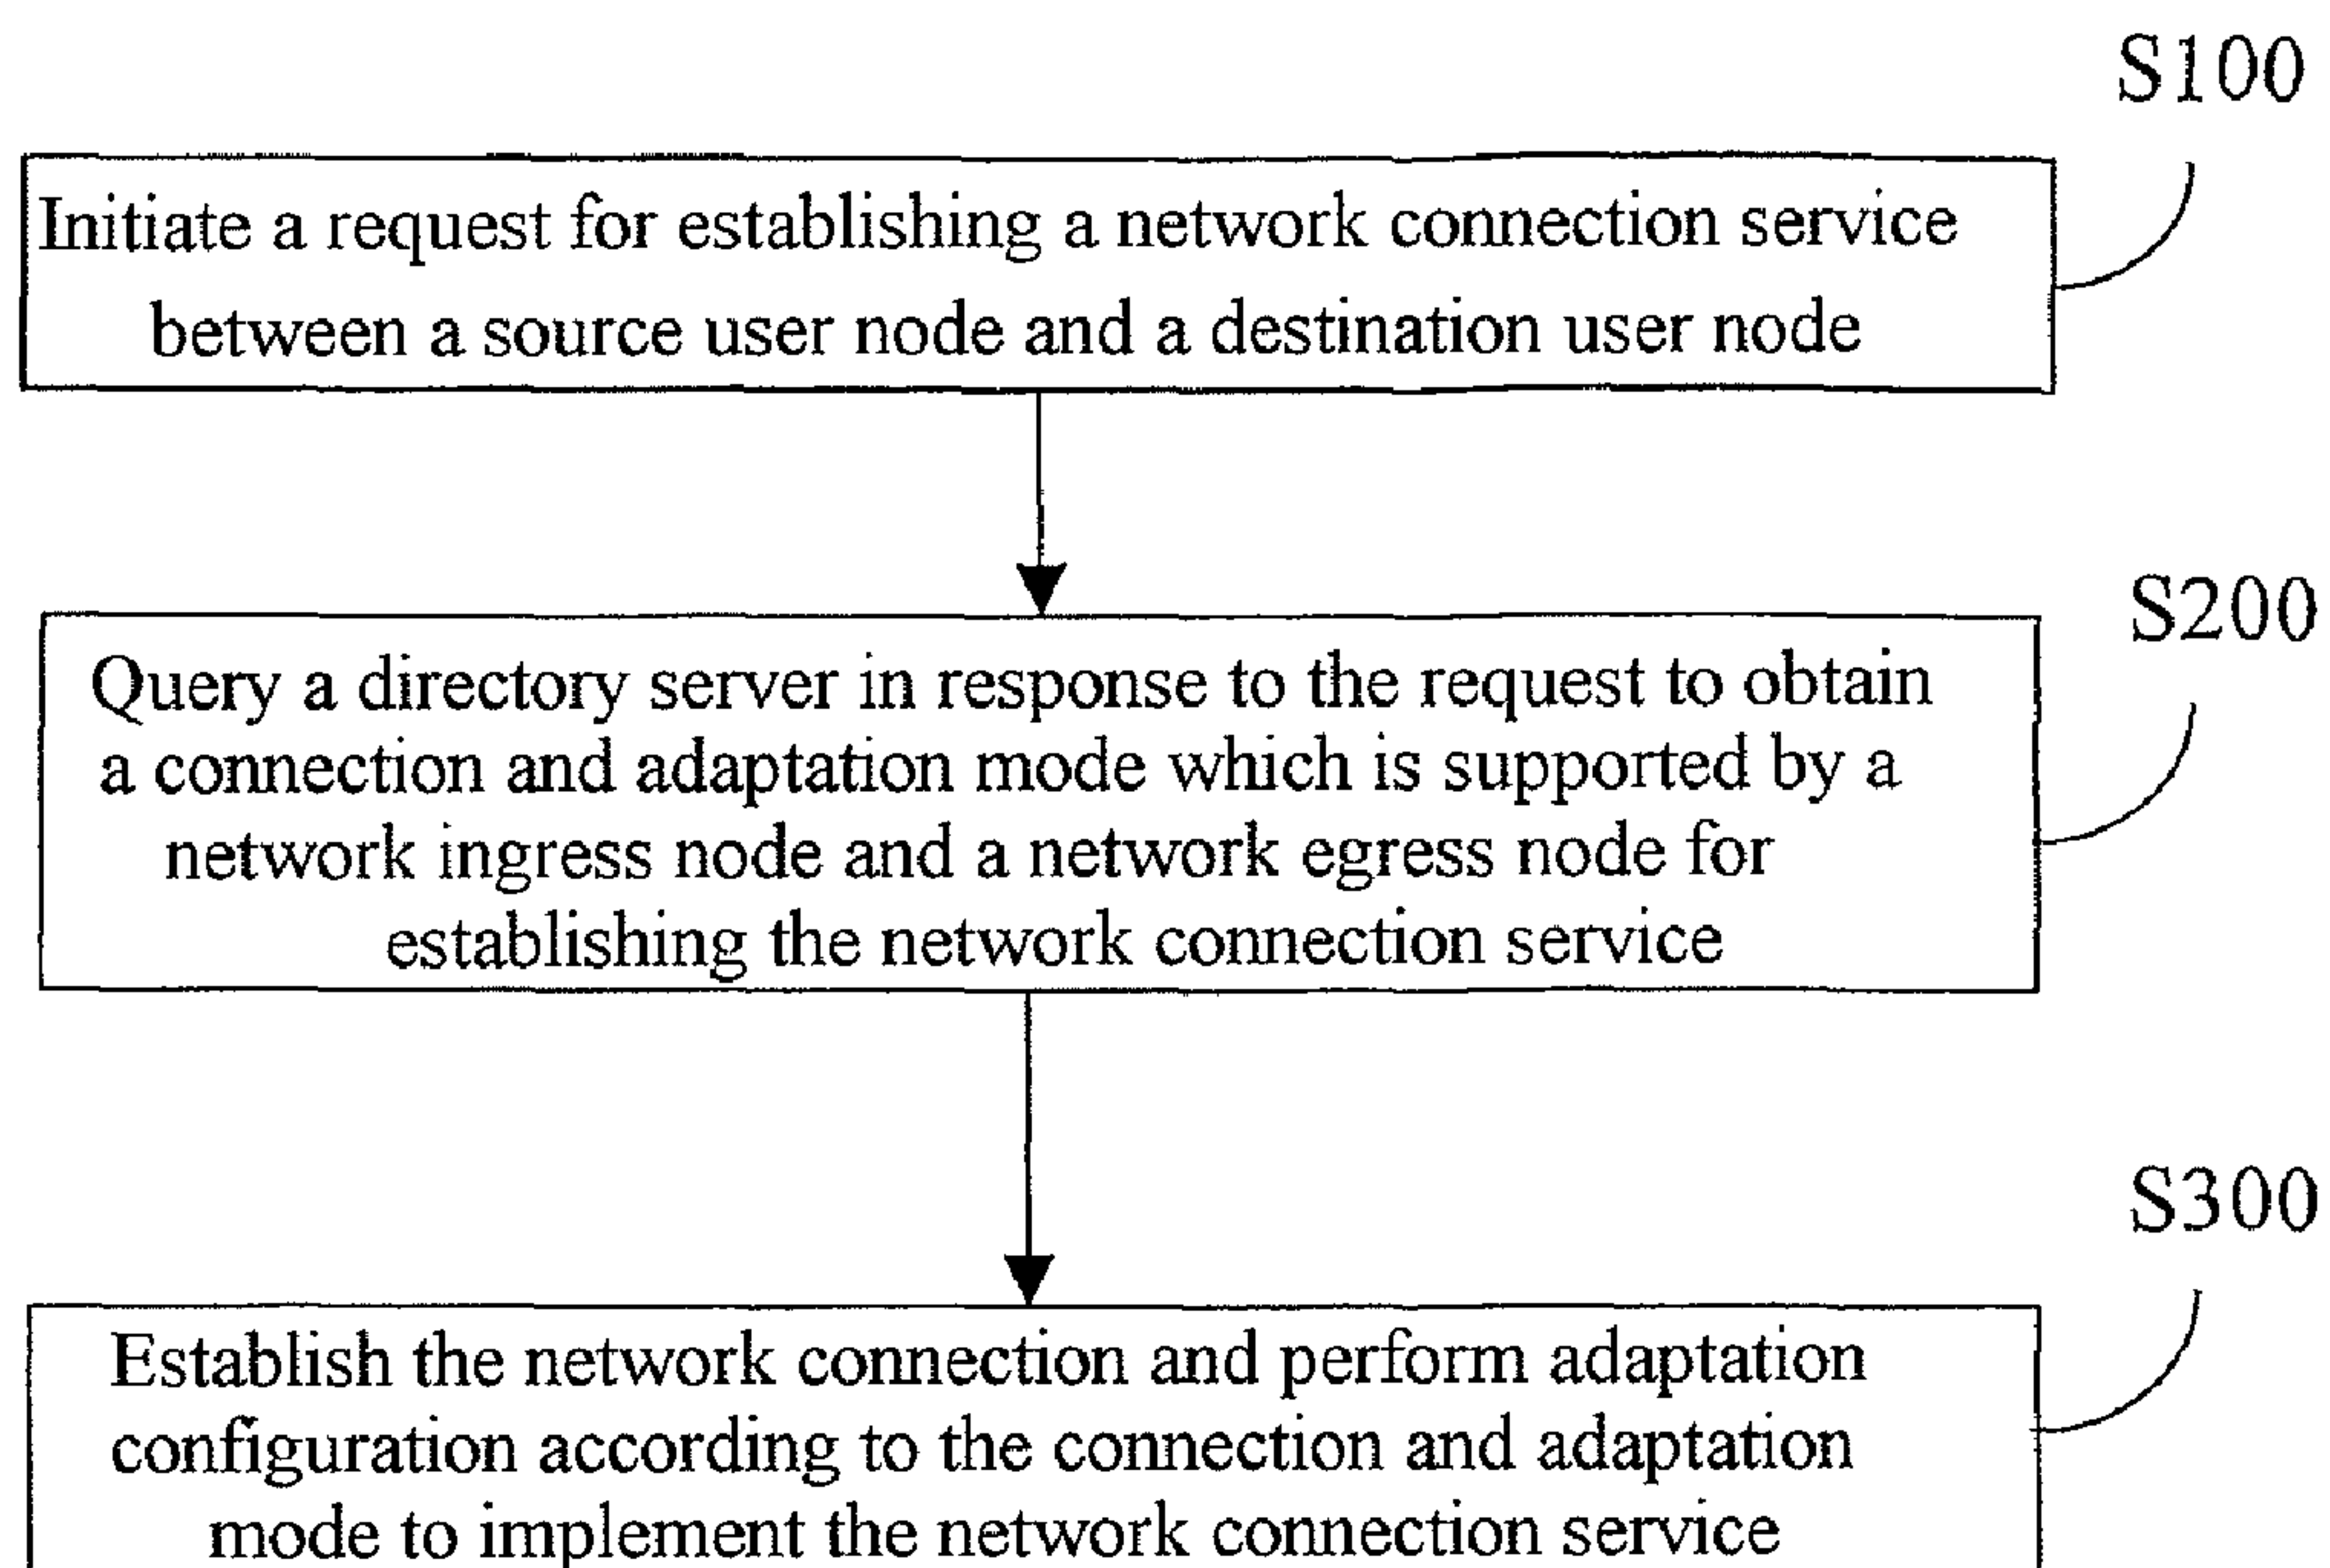 S100
Initiate a request for establishing a network connection service
between a source user node and a destination user node
S200
Query a directory server in response to the request to obtain
a connection and adaptation mode which is supported by a
network ingress node and a network egress node for
establishing the network connection service
S300
Establish the network connection and perform adaptation
configuration according to the connection and adaptation
mode to implement the network connection service